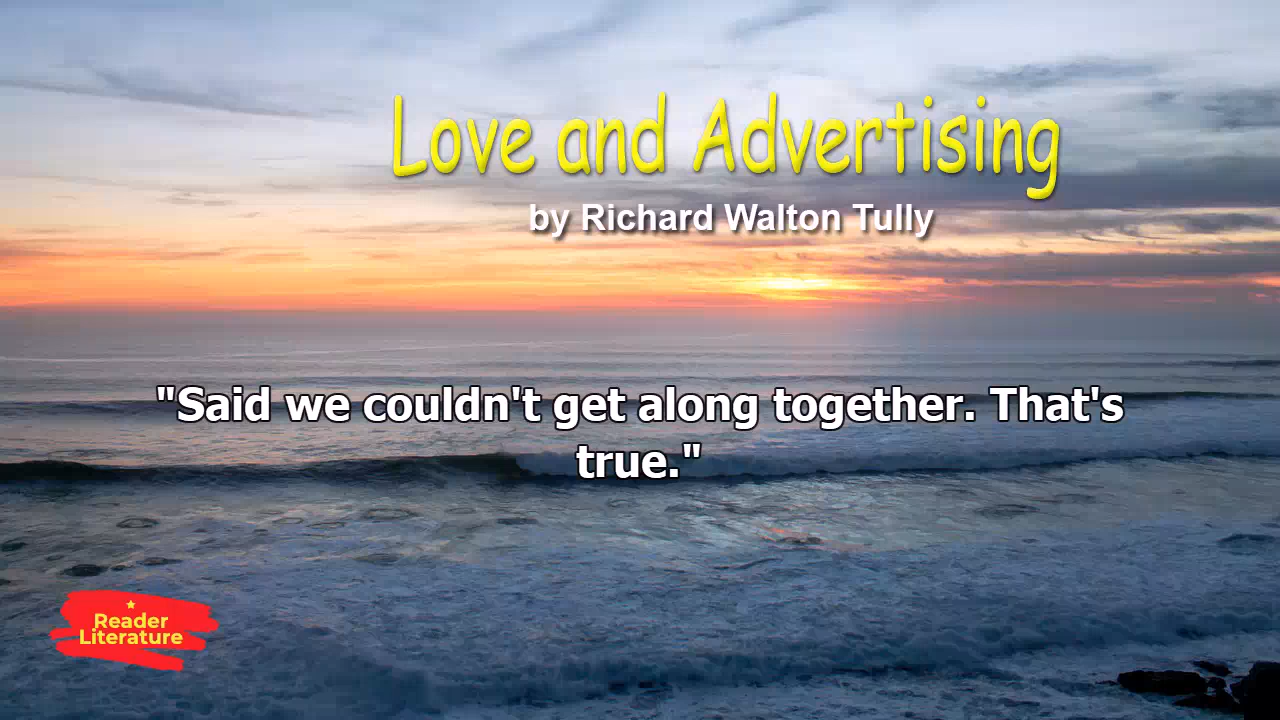 Love and Advertising
by Richard Walton Tully
"Said we couldn't get along together. That's
true."
Reader
Literature